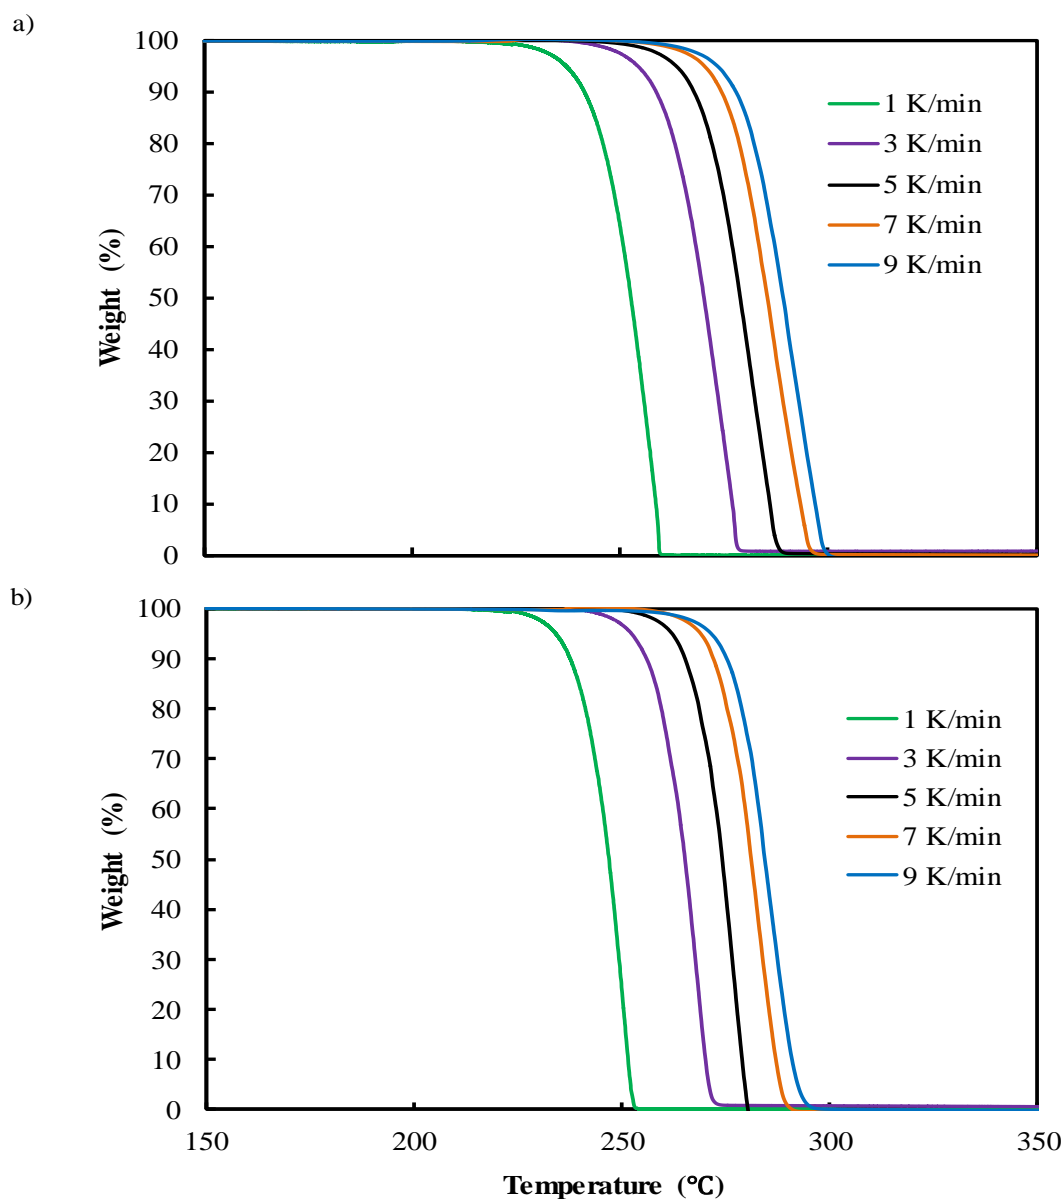 a)
100
90
80
70
60
50
40
30
20
10
0
Weight (%)
1 K/min
3 K/min
5 K/min
7 K/min
9 K/min
b)
100
90
80
70
60
50
40
30
20
10
0
Weight (%)
1 K/min
3 K/min
5 K/min
7 K/min
9 K/min
150 200 250 300 350
Temperature (℃)